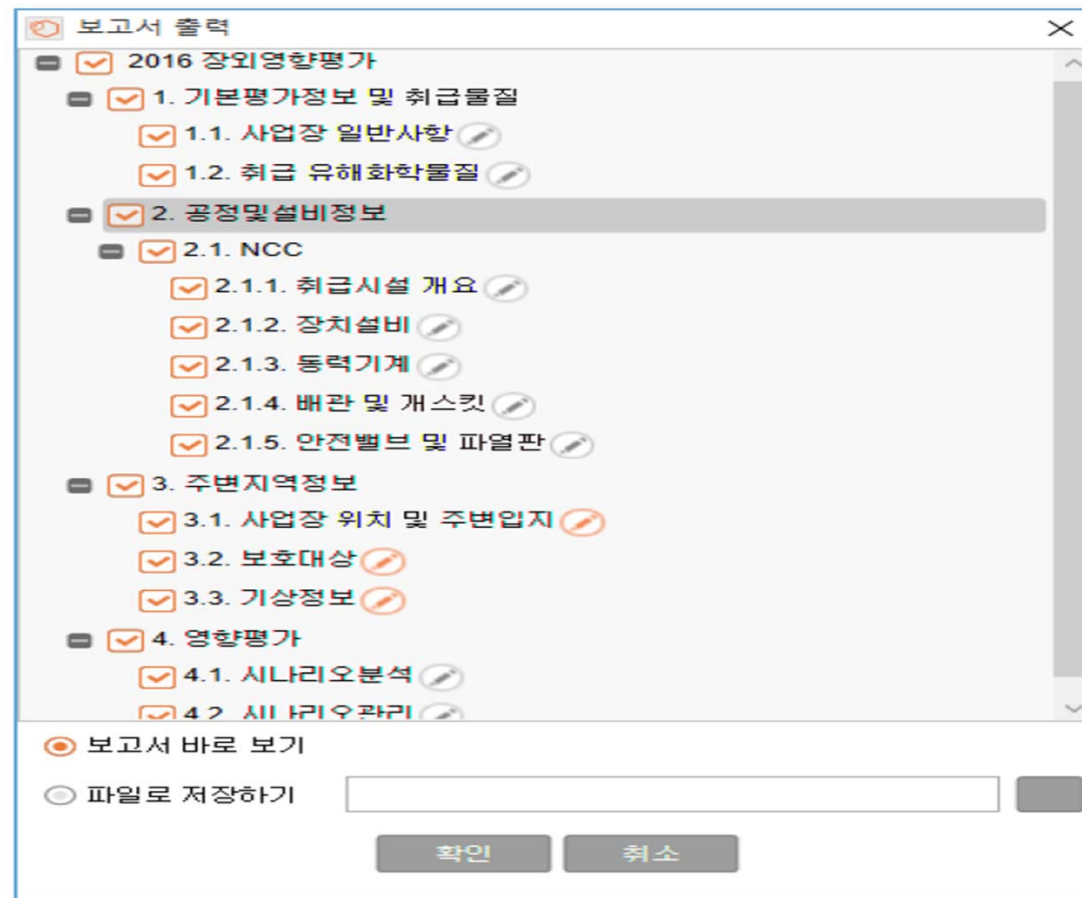 보고서 출력
2016 장외영향평가
1. 기본평가정보 및 취급물질
1.1. 사업장 일반사항
1.2. 취급 유해화학물질
2. 공정및설비정보
2.1. NCC
2.1.1. 취급시설 개요
2.1.2. 장치설비
2.1.3. 동력기계
2.1.4. 배관 및 개스킷
2.1.5. 안전밸브 및 파열판
3. 주변지역정보
3.1. 사업장 위치 및 주변입지
3.2. 보호대상
3.3. 기상정보
4. 영향평가
4.1. 시나리오분석
4.2. 시나리오관리
보고서 바로 보기
파일로 저장하기
확인 취소